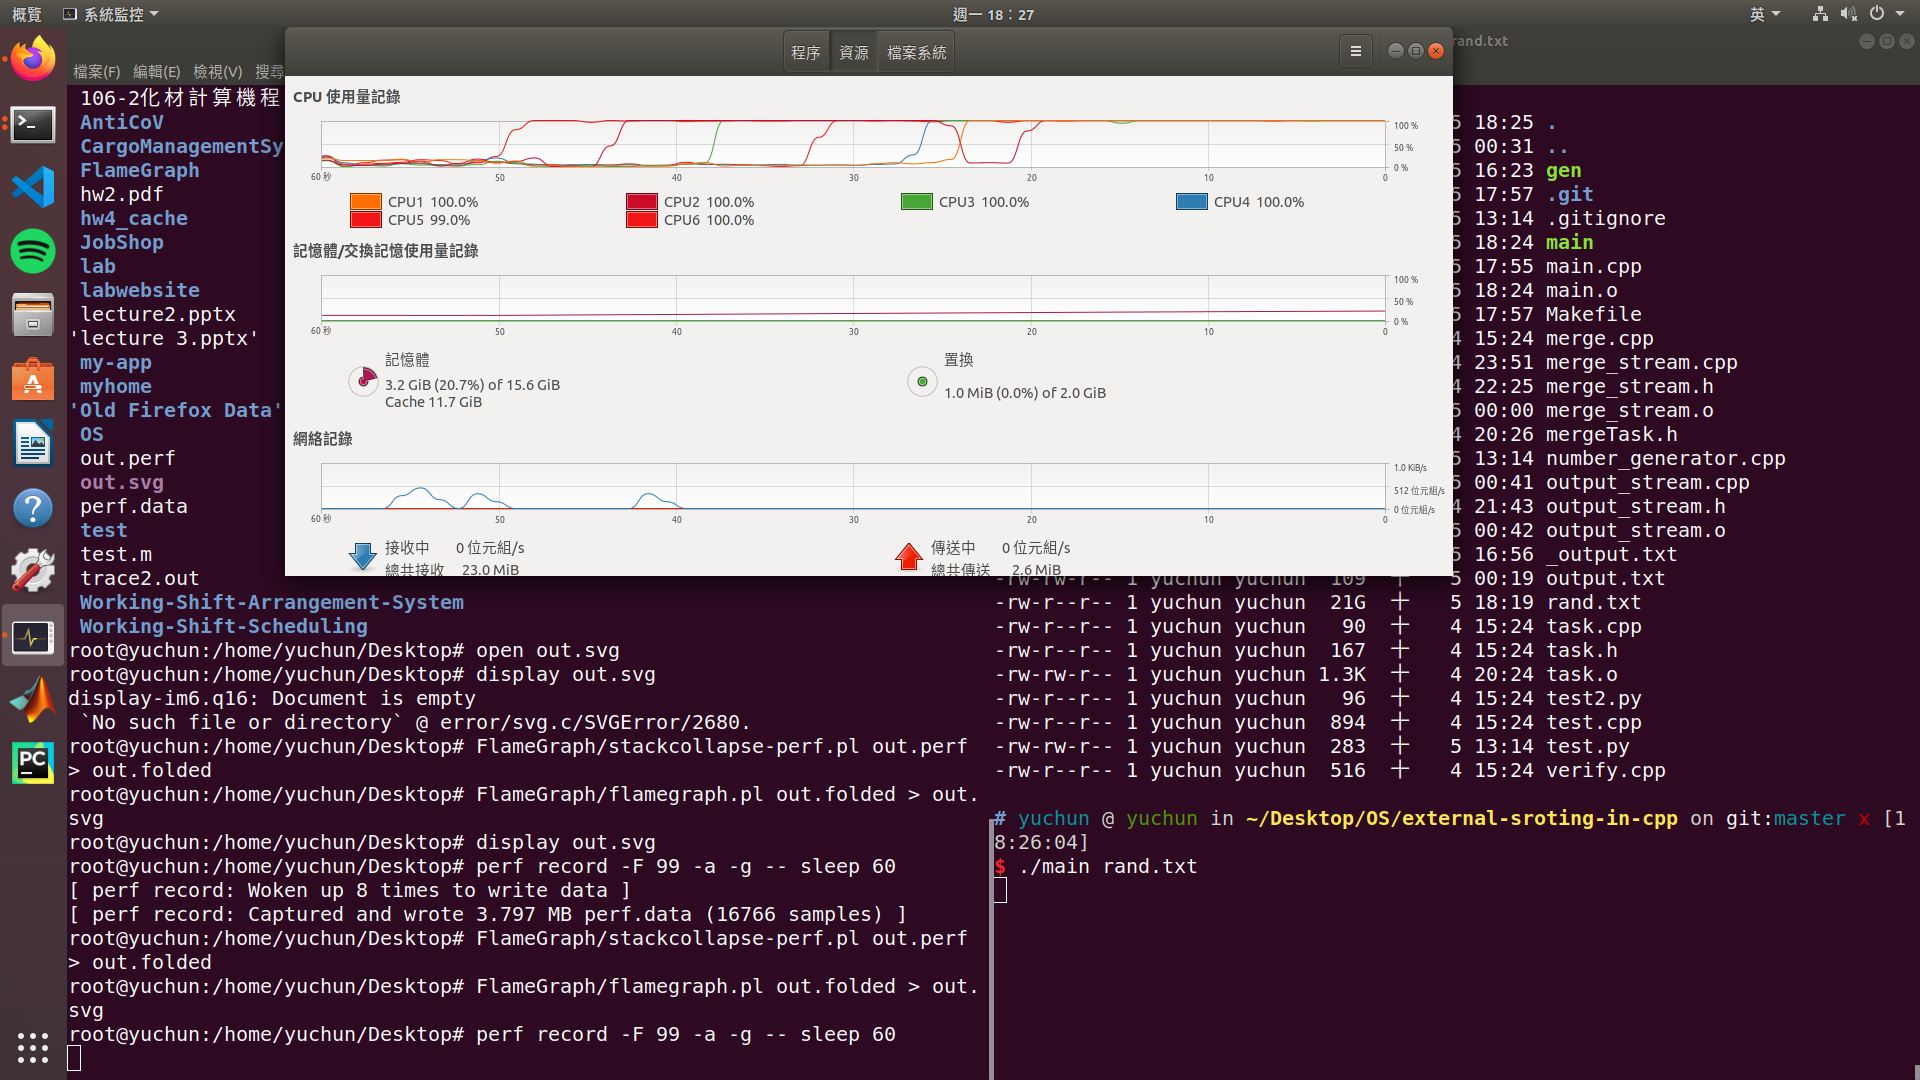 概覽 系統監控 週一 18：27 英
rand.txt
檔案(F) 編輯(E) 檢視(V) 搜尋
程序 資源 檔案系統
CPU 使用量記錄
100 %
50 %
0 %
60 秒 50 40 30 20 10 0
CPU1 100.0% CPU2 100.0% CPU3 100.0% CPU4 100.0%
CPU5 99.0% CPU6 100.0%
記憶體/交換記憶使用量記錄
100 %
50 %
0 %
60 秒 50 40 30 20 10 0
記憶體
3.2 GiB (20.7%) of 15.6 GiB
Cache 11.7 GiB
置換
1.0 MiB (0.0%) of 2.0 GiB
網絡記錄
1.0 KiB/s
512 位元組/s
0 位元組/s
60 秒 50 40 30 20 10 0
接收中 0 位元組/s
總共接收 23.0 MiB
傳送中 0 位元組/s
總共傳送 2.6 MiB
106-2化材計算機程
AntiCoV
CargoManagementSy
FlameGraph
hw2.pdf
hw4_cache
JobShop
lab
labwebsite
lecture2.pptx
'lecture 3.pptx'
my-app
myhome
'Old Firefox Data'
OS
out.perf
out.svg
perf.data
test
test.m
trace2.out
Working-Shift-Arrangement-System
Working-Shift-Scheduling
root@yuchun:/home/yuchun/Desktop# open out.svg
root@yuchun:/home/yuchun/Desktop# display out.svg
display-im6.q16: Document is empty
`No such file or directory` @ error/svg.c/SVGError/2680.
root@yuchun:/home/yuchun/Desktop# FlameGraph/stackcollapse-perf.pl out.perf
> out.folded
root@yuchun:/home/yuchun/Desktop# FlameGraph/flamegraph.pl out.folded > out.
svg
root@yuchun:/home/yuchun/Desktop# display out.svg
root@yuchun:/home/yuchun/Desktop# perf record -F 99 -a -g -- sleep 60
[ perf record: Woken up 8 times to write data ]
[ perf record: Captured and wrote 3.797 MB perf.data (16766 samples) ]
root@yuchun:/home/yuchun/Desktop# FlameGraph/stackcollapse-perf.pl out.perf
> out.folded
root@yuchun:/home/yuchun/Desktop# FlameGraph/flamegraph.pl out.folded > out.
svg
root@yuchun:/home/yuchun/Desktop# perf record -F 99 -a -g -- sleep 60
5 18:25 .
5 00:31 ..
5 16:23 gen
5 17:57 .git
5 13:14 .gitignore
5 18:24 main
5 17:55 main.cpp
5 18:24 main.o
5 17:57 Makefile
4 15:24 merge.cpp
4 23:51 merge_stream.cpp
4 22:25 merge_stream.h
5 00:00 merge_stream.o
4 20:26 mergeTask.h
5 13:14 number_generator.cpp
5 00:41 output_stream.cpp
4 21:43 output_stream.h
5 00:42 output_stream.o
5 16:56 _output.txt
-rw-rw-r-- 1 yuchun yuchun 109 十 5 00:19 output.txt
-rw-r--r-- 1 yuchun yuchun 21G 十 5 18:19 rand.txt
-rw-r--r-- 1 yuchun yuchun 90 十 4 15:24 task.cpp
-rw-r--r-- 1 yuchun yuchun 167 十 4 15:24 task.h
-rw-rw-r-- 1 yuchun yuchun 1.3K 十 4 20:24 task.o
-rw-r--r-- 1 yuchun yuchun 96 十 4 15:24 test2.py
-rw-r--r-- 1 yuchun yuchun 894 十 4 15:24 test.cpp
-rw-rw-r-- 1 yuchun yuchun 283 十 5 13:14 test.py
-rw-r--r-- 1 yuchun yuchun 516 十 4 15:24 verify.cpp
# yuchun @ yuchun in ~/Desktop/OS/external-sroting-in-cpp on git:master x [1
8:26:04]
$ ./main rand.txt